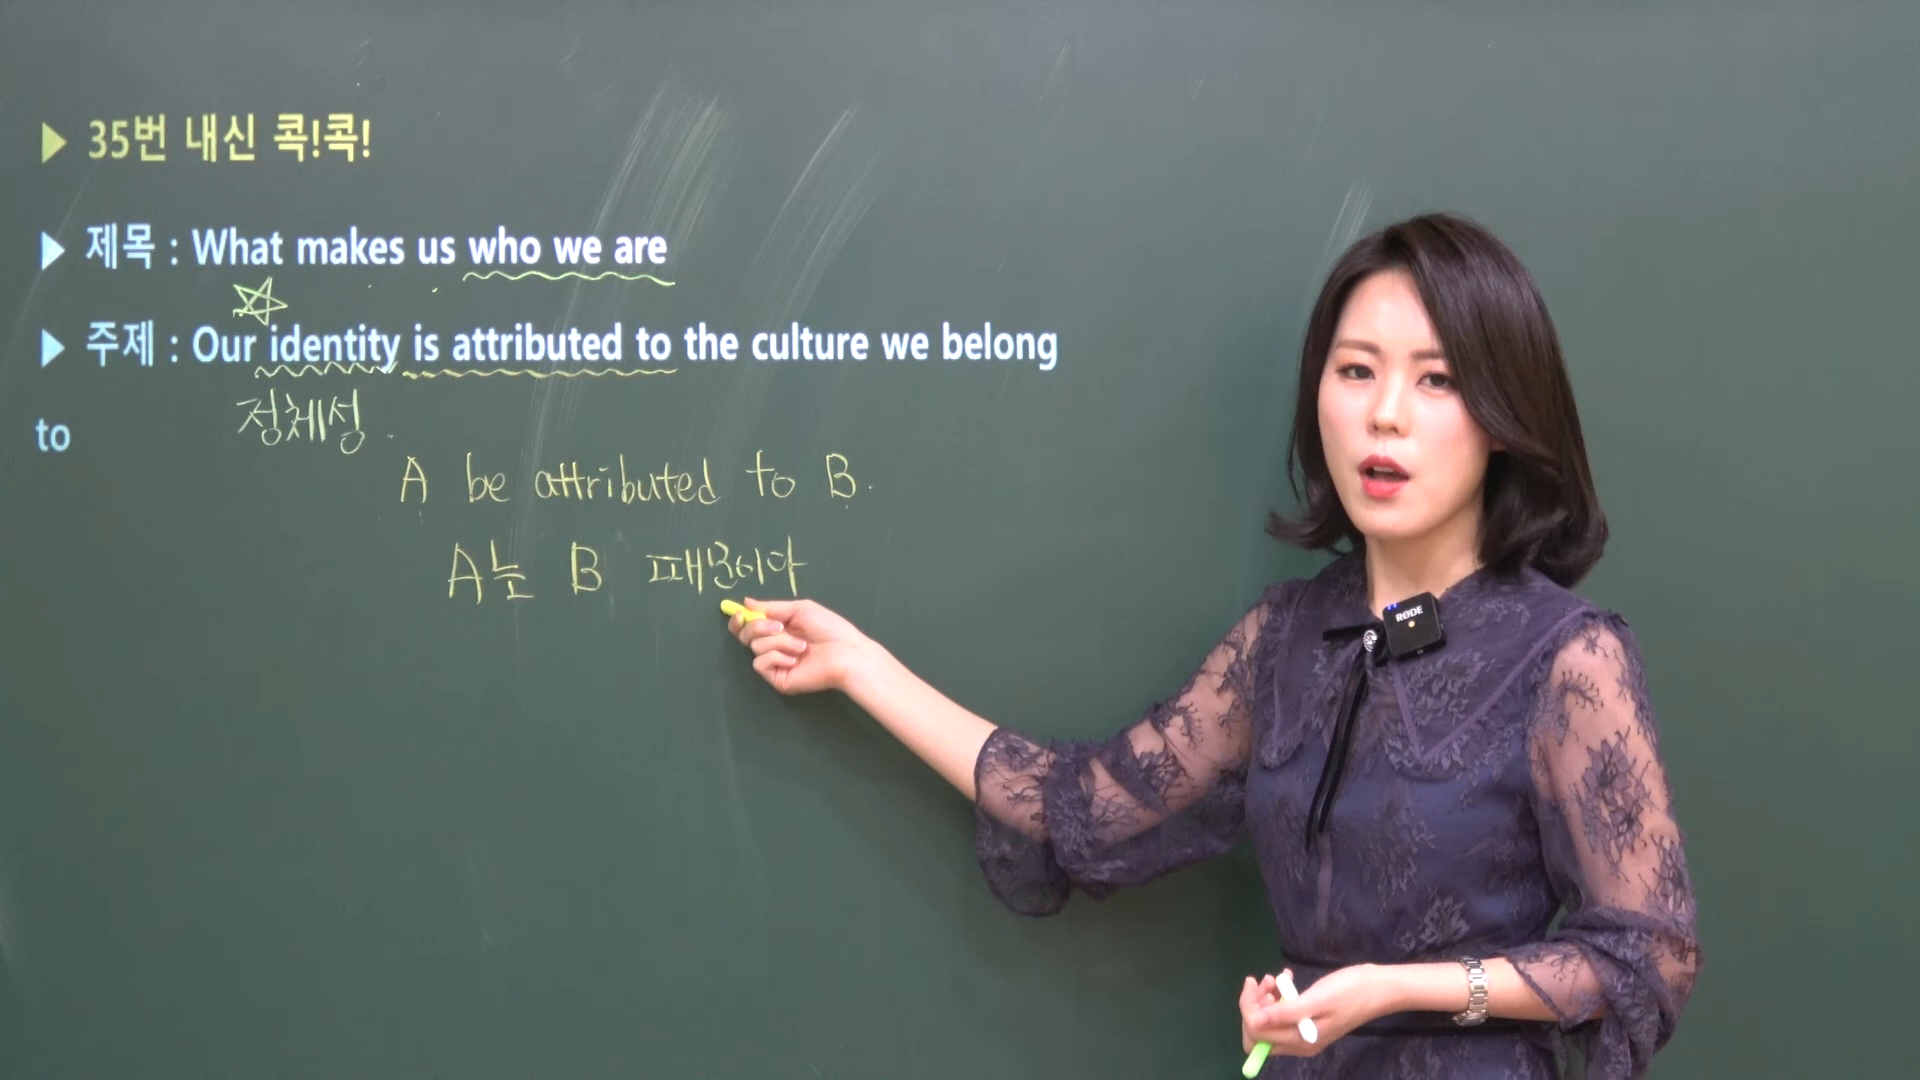 ▶ 35번 내신 콕!콕!
▶ 제목 : What makes us who we are
▶ 주제 : Our identity is attributed to the culture we belong
to
정체성.
A be attributed to B.
A는 B 때문이다
RØDE